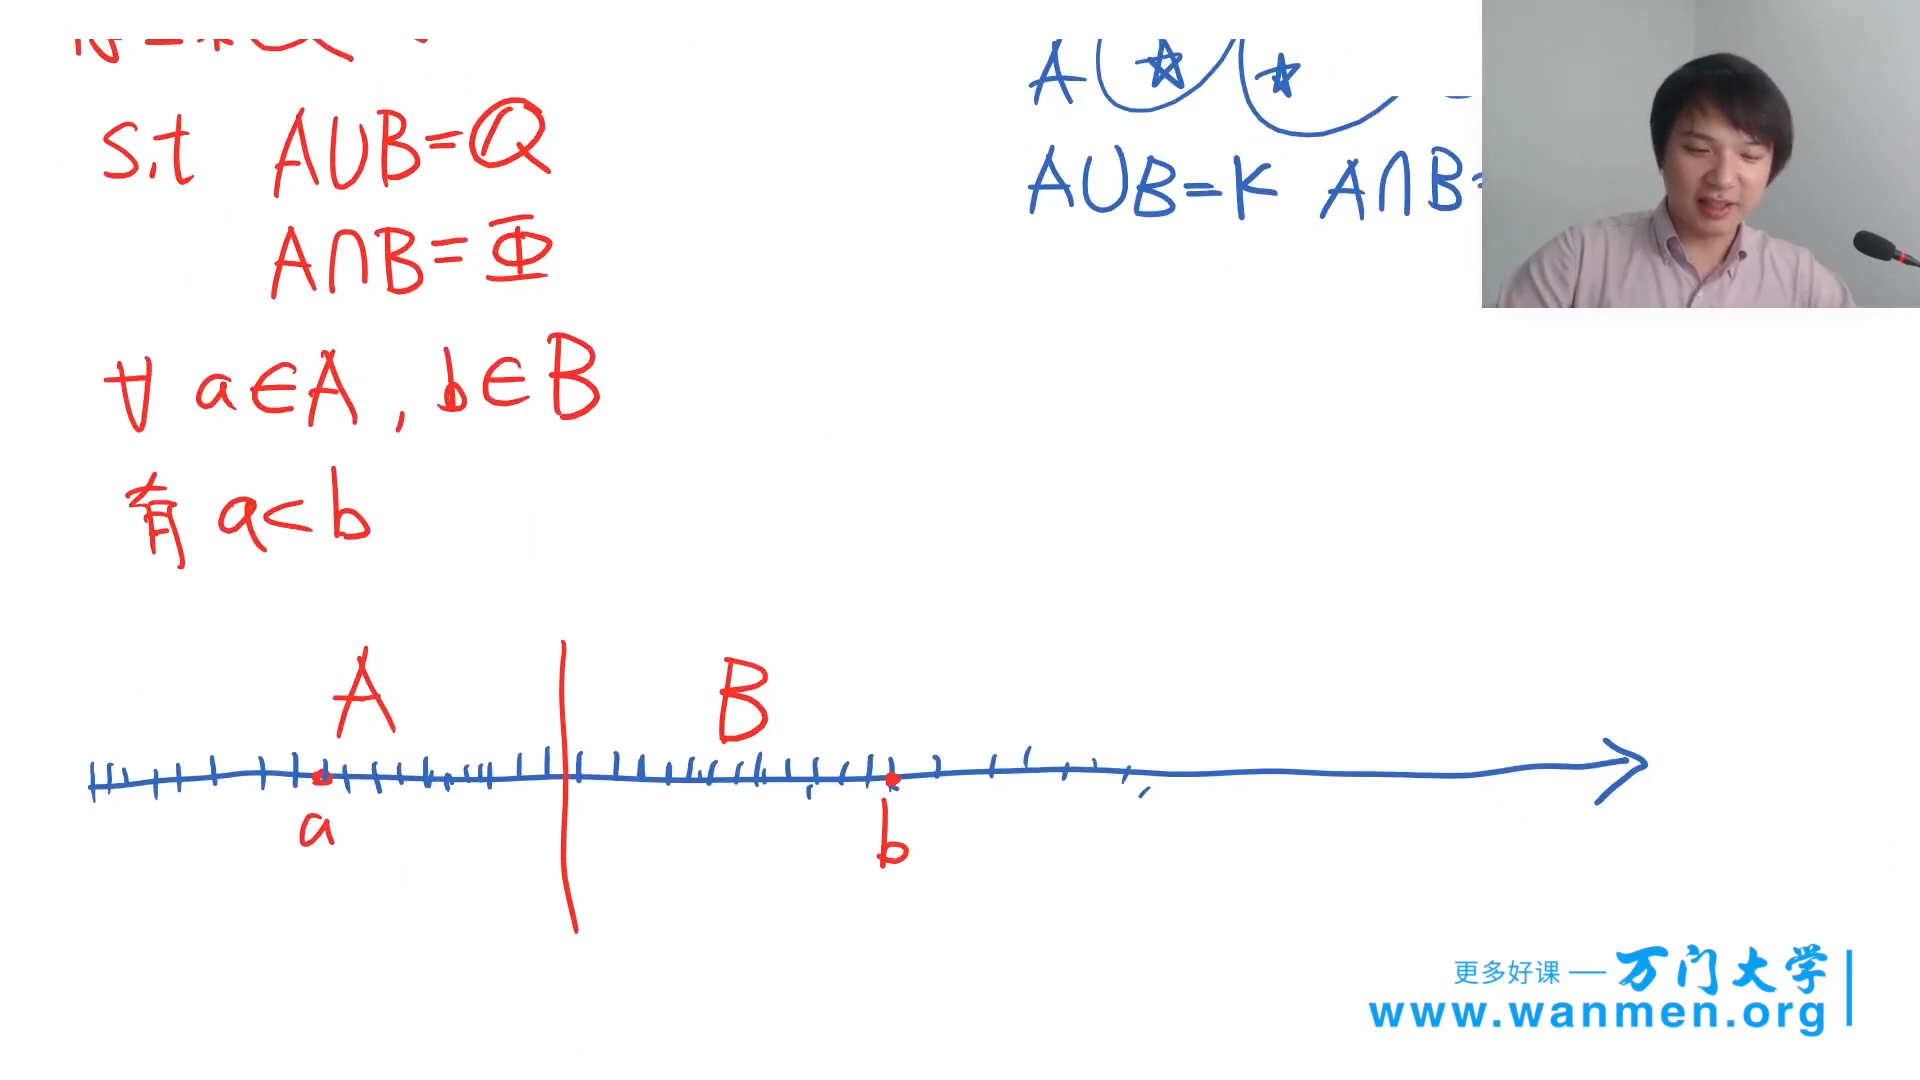 s.t A∪B=Q
A∩B=Φ
∀ a∈A , b∈B
有 a<b
A
A∪B=K A∩B=
A B
a b
更多好课 — 万门大学
www.wanmen.org